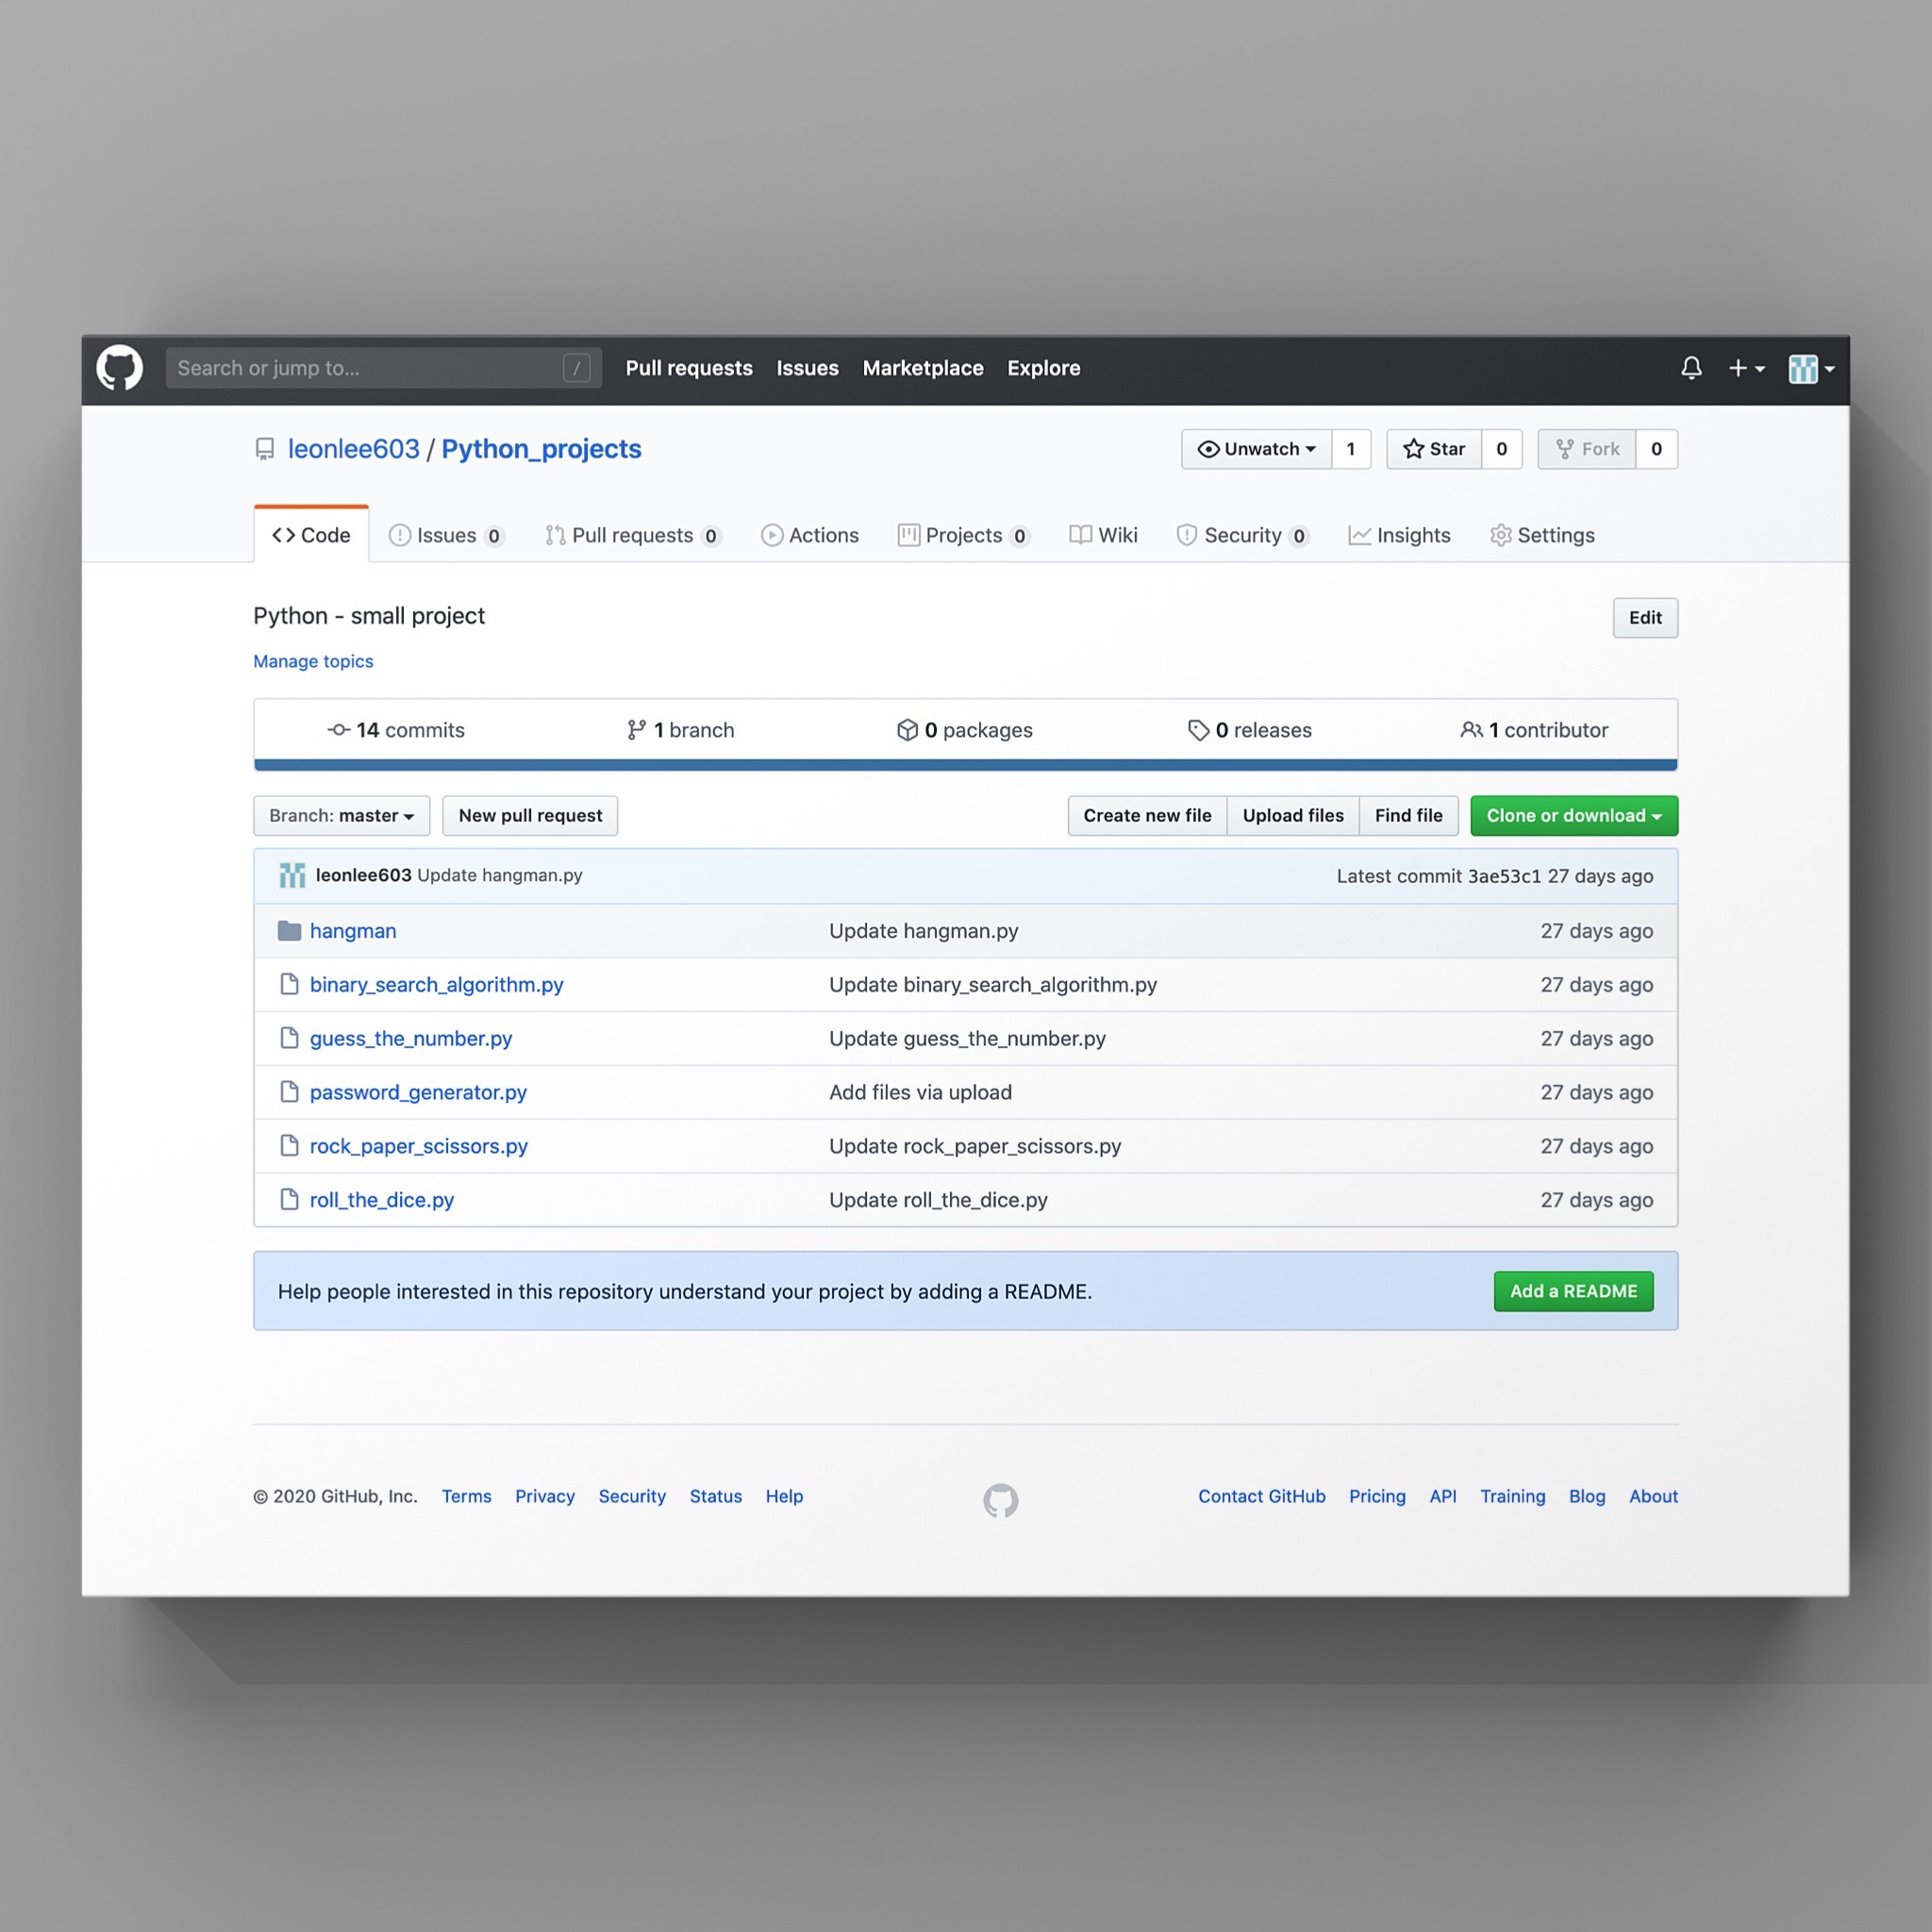 Search or jump to... / Pull requests Issues Marketplace Explore
leonlee603 / Python_projects Unwatch 1 Star 0 Fork 0
Code Issues 0 Pull requests 0 Actions Projects 0 Wiki Security 0 Insights Settings
Python - small project Edit
Manage topics
14 commits 1 branch 0 packages 0 releases 1 contributor
Branch: master New pull request Create new file Upload files Find file Clone or download
leonlee603 Update hangman.py Latest commit 3ae53c1 27 days ago
hangman Update hangman.py 27 days ago
binary_search_algorithm.py Update binary_search_algorithm.py 27 days ago
guess_the_number.py Update guess_the_number.py 27 days ago
password_generator.py Add files via upload 27 days ago
rock_paper_scissors.py Update rock_paper_scissors.py 27 days ago
roll_the_dice.py Update roll_the_dice.py 27 days ago
Help people interested in this repository understand your project by adding a README. Add a README
© 2020 GitHub, Inc. Terms Privacy Security Status Help Contact GitHub Pricing API Training Blog About